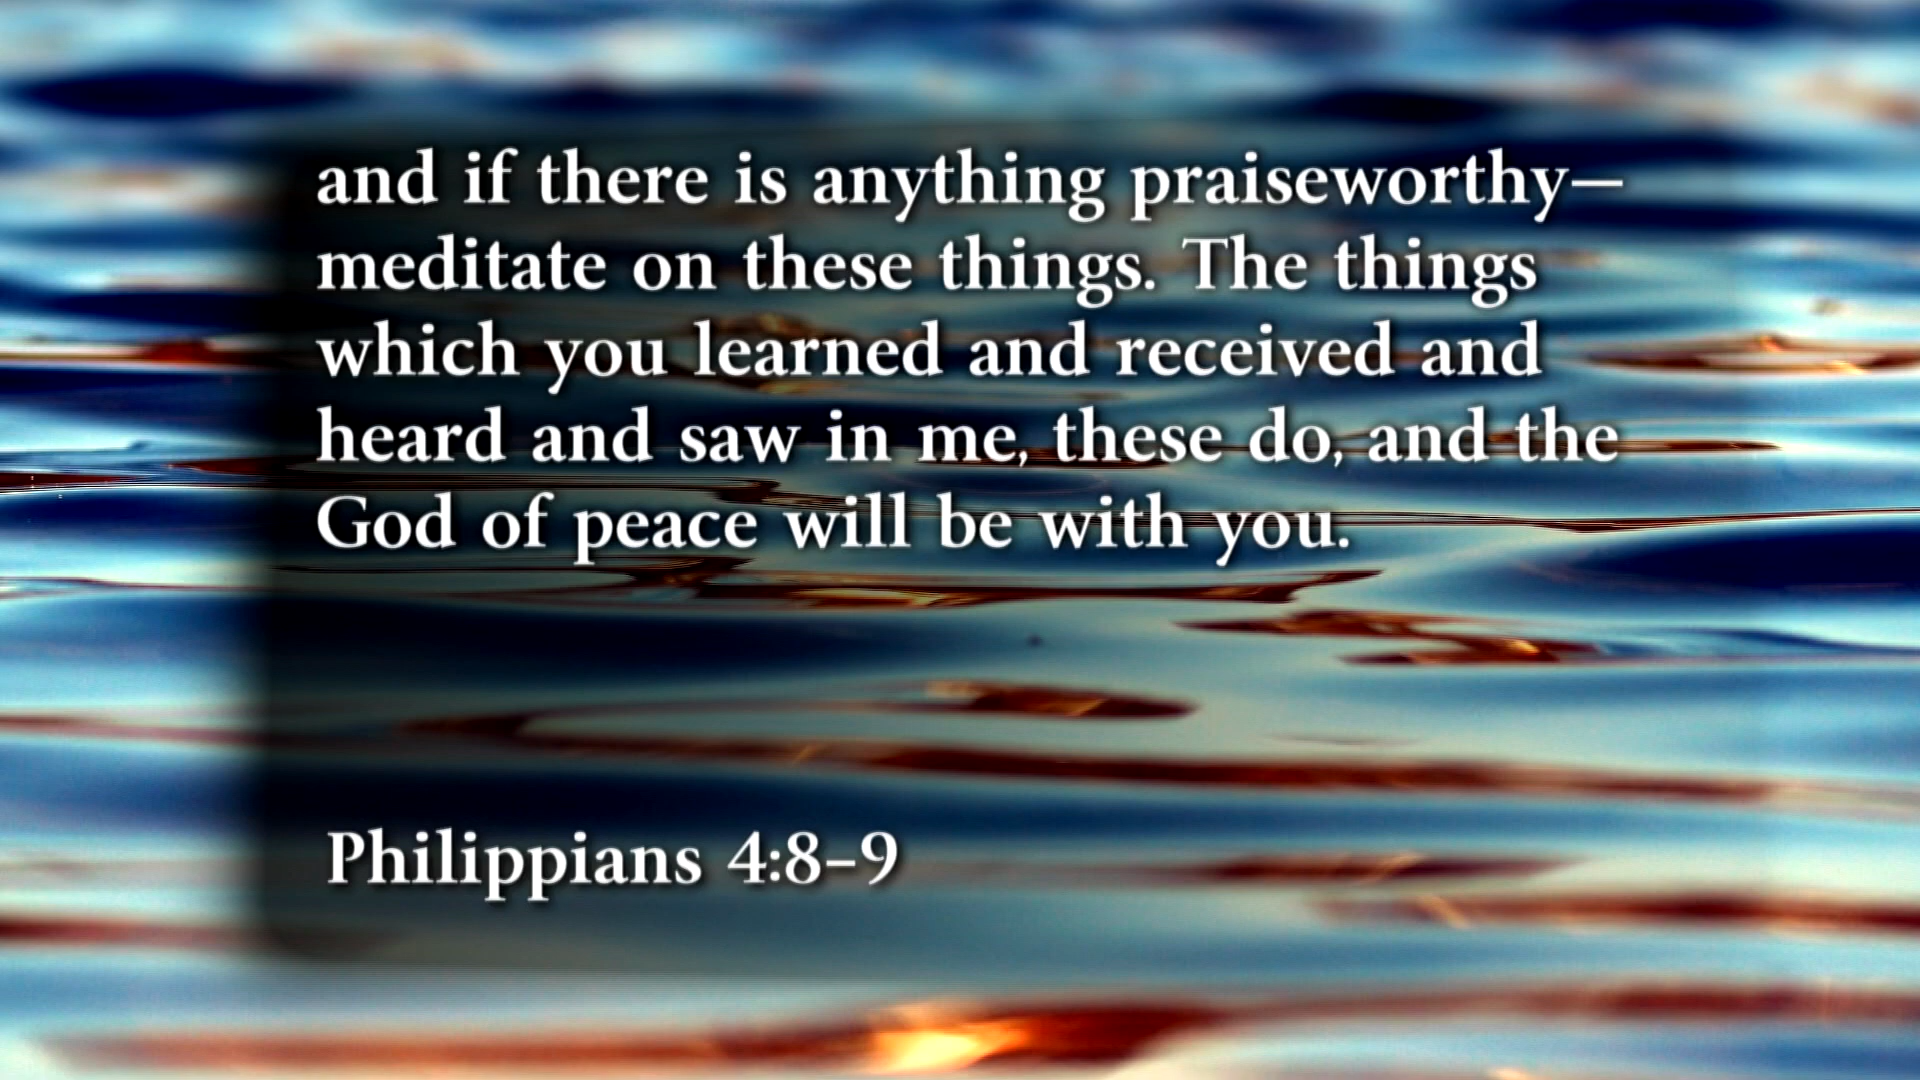 and if there is anything praiseworthy—
meditate on these things. The things
which you learned and received and
heard and saw in me, these do, and the
God of peace will be with you.
Philippians 4:8–9